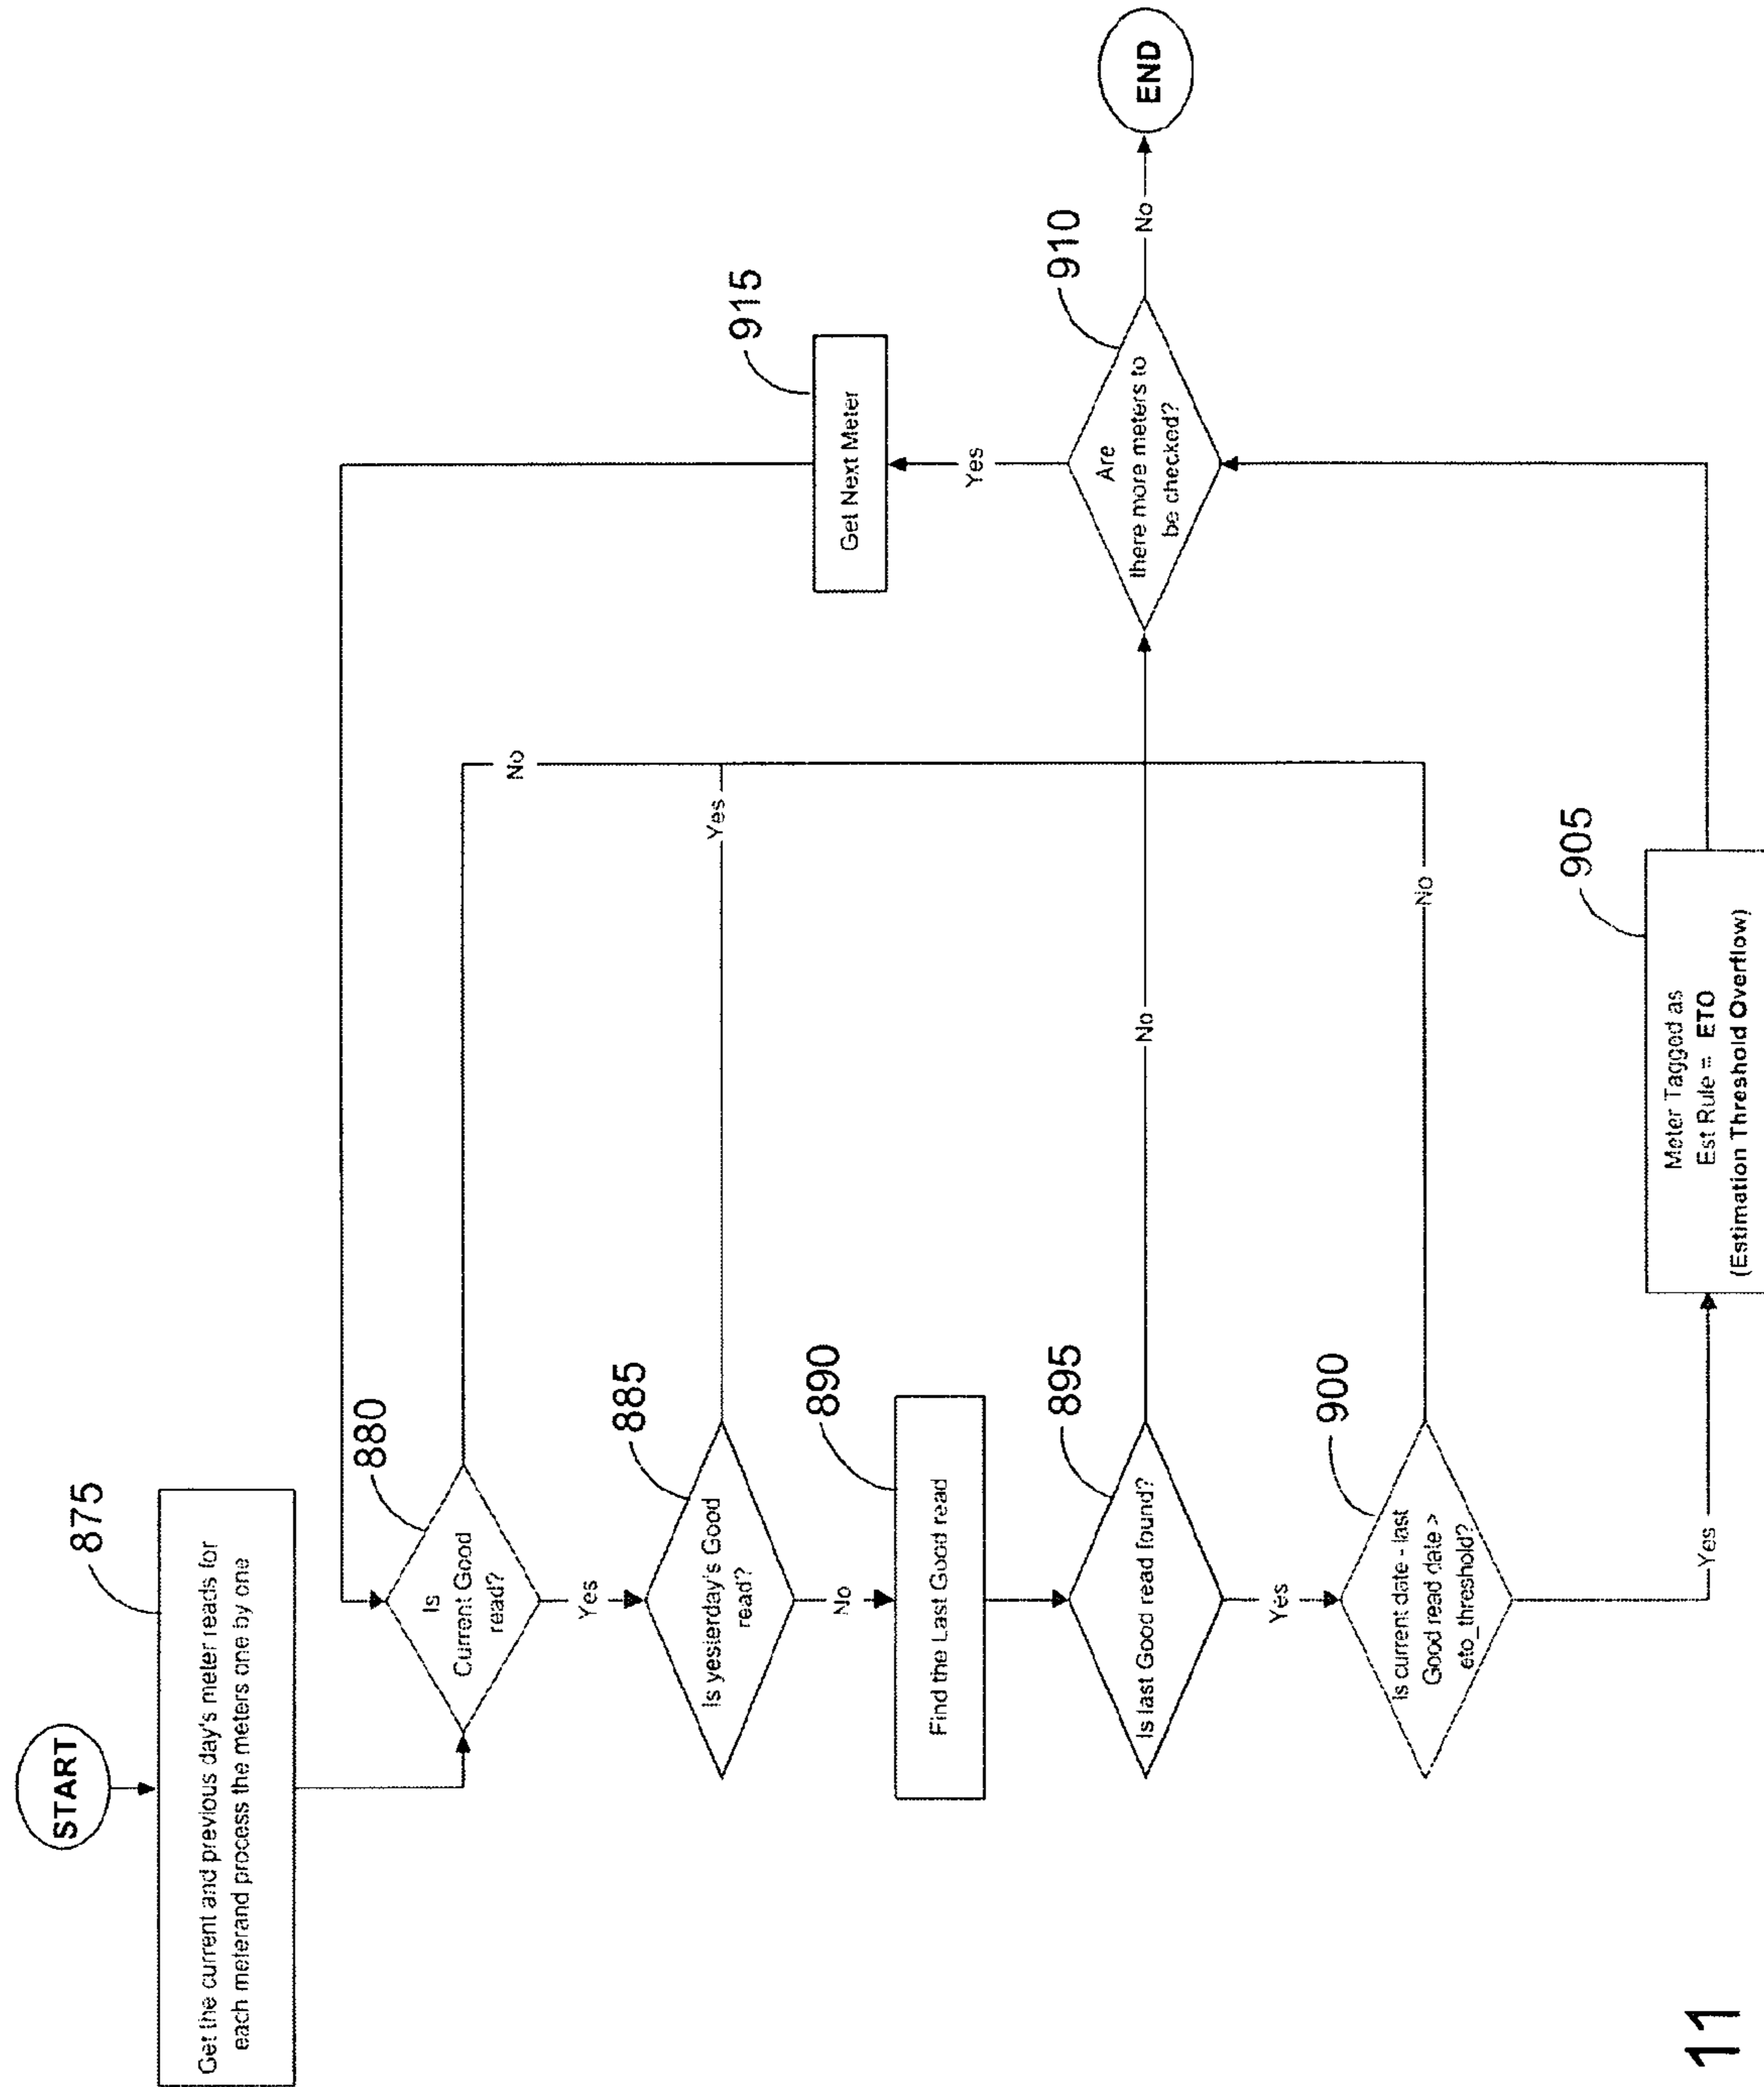 START
875
Get the current and previous day's meter reads for
each meterand process the meters one by one
880
Is
Current Good
read?
No
Yes
885
Is yesterday's Good
read?
Yes
No
890
Find the Last Good read
895
Is last Good read found?
No
Yes
900
Is current date - last
Good read date >
eto_threshold?
No
Yes
905
Meter Tagged as
Est Rule = ETO
(Estimation Threshold Overflow)
910
Are
there more meters to
be checked?
Yes
No
915
Get Next Meter
END
11